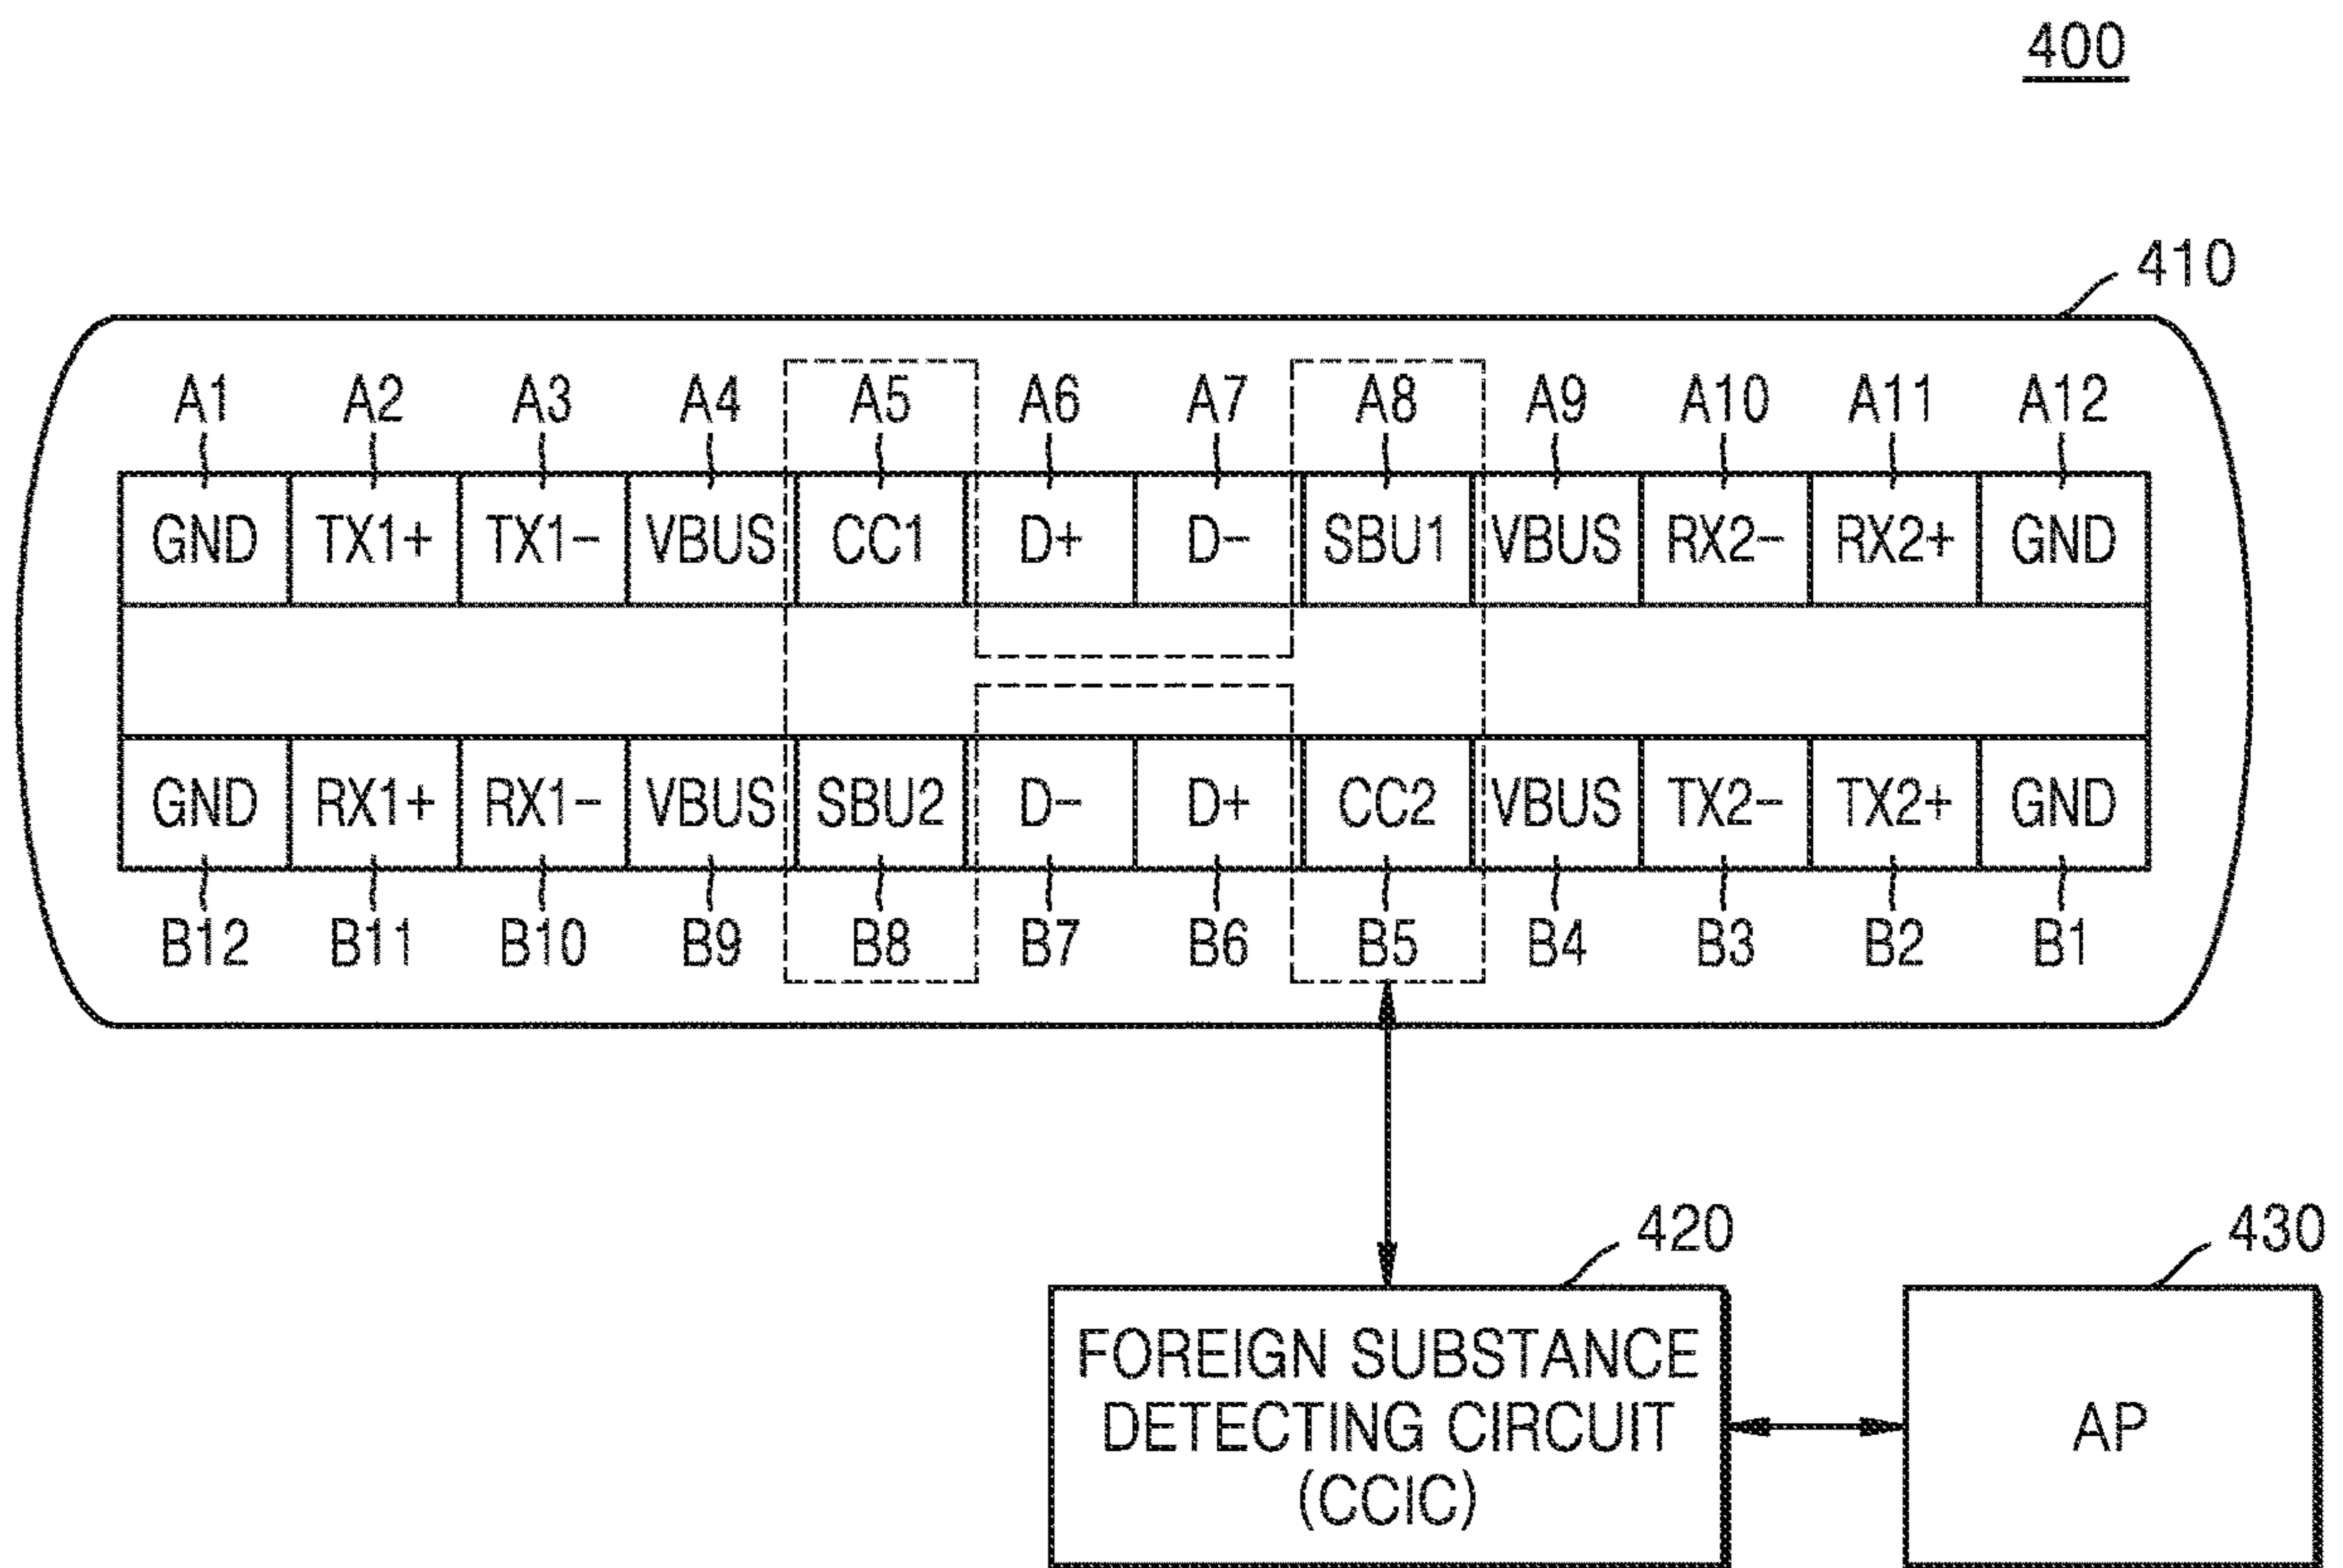 400
410
A1 A2 A3 A4 A5 A6 A7 A8 A9 A10 A11 A12
GND TX1+ TX1− VBUS CC1 D+ D− SBU1 VBUS RX2− RX2+ GND
GND RX1+ RX1− VBUS SBU2 D− D+ CC2 VBUS TX2− TX2+ GND
B12 B11 B10 B9 B8 B7 B6 B5 B4 B3 B2 B1
420
430
FOREIGN SUBSTANCE
DETECTING CIRCUIT
(CCIC)
AP